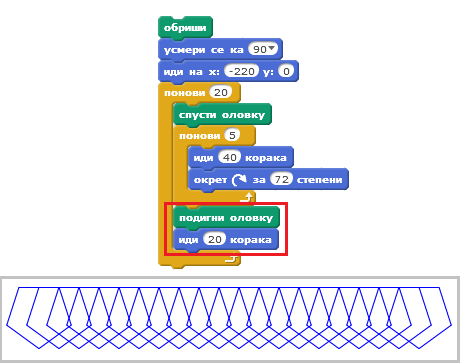 обриши
усмери се ка 90
иди на x: -220 y: 0
понови 20
спусти оловку
понови 5
иди 40 корака
окрет за 72 степени
подигни оловку
иди 20 корака